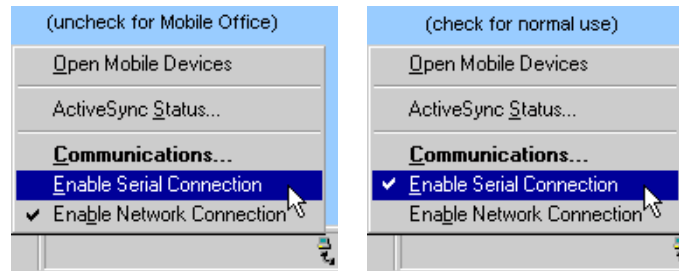 (uncheck for Mobile Office)
Open Mobile Devices
ActiveSync Status...
Communications...
Enable Serial Connection
Enable Network Connection
(check for normal use)
Open Mobile Devices
ActiveSync Status...
Communications...
Enable Serial Connection
Enable Network Connection